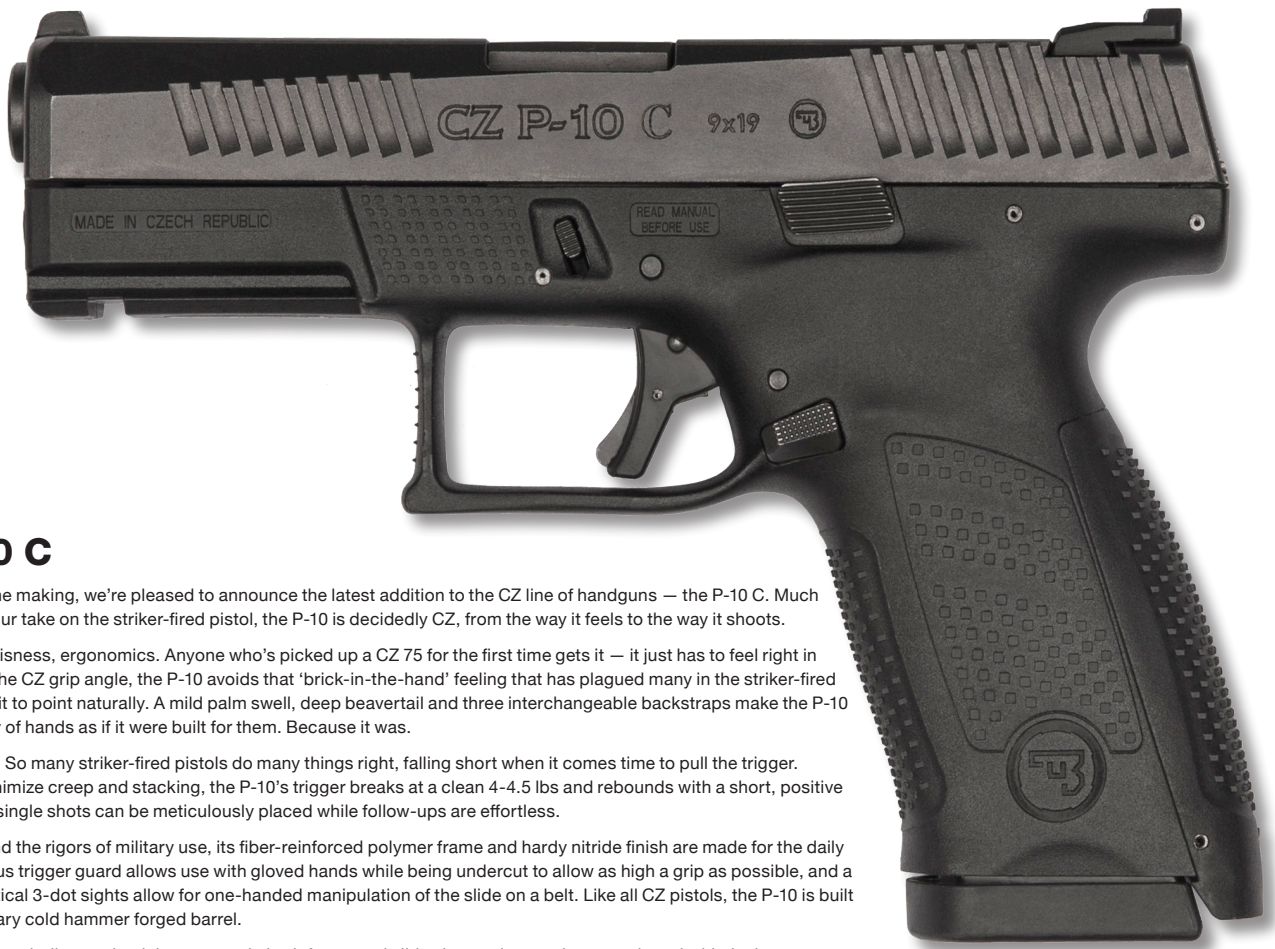 CZ P-10 C 9x19
MADE IN CZECH REPUBLIC
READ MANUAL
BEFORE USE
0 C
making, we're pleased to announce the latest addition to the CZ line of handguns — the P-10 C. Much
take on the striker-fired pistol, the P-10 is decidedly CZ, from the way it feels to the way it shoots.
ergonomics. Anyone who's picked up a CZ 75 for the first time gets it — it just has to feel right in
the CZ grip angle, the P-10 avoids that ‘brick-in-the-hand’ feeling that has plagued many in the striker-fired
it to point naturally. A mild palm swell, deep beavertail and three interchangeable backstraps make the P-10
of hands as if it were built for them. Because it was.
So many striker-fired pistols do many things right, falling short when it comes time to pull the trigger.
creep and stacking, the P-10's trigger breaks at a clean 4-4.5 lbs and rebounds with a short, positive
single shots can be meticulously placed while follow-ups are effortless.
the rigors of military use, its fiber-reinforced polymer frame and hardy nitride finish are made for the daily
trigger guard allows use with gloved hands while being undercut to allow as high a grip as possible, and a
3-dot sights allow for one-handed manipulation of the slide on a belt. Like all CZ pistols, the P-10 is built
cold hammer forged barrel.